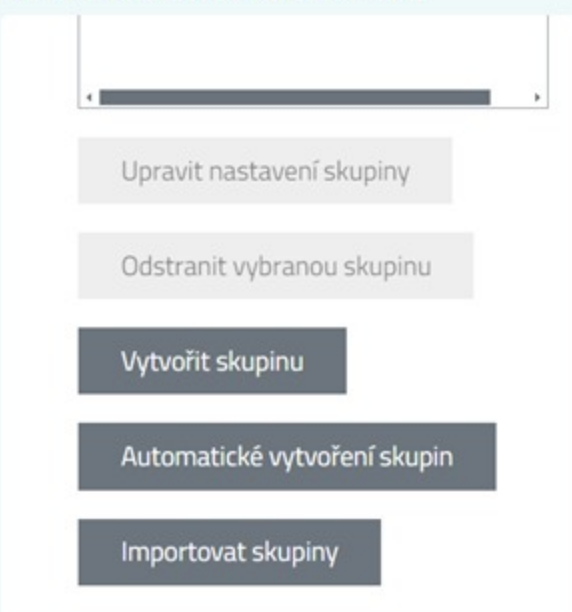 Upravit nastavení skupiny
Odstranit vybranou skupinu
Vytvořit skupinu
Automatické vytvoření skupin
Importovat skupiny